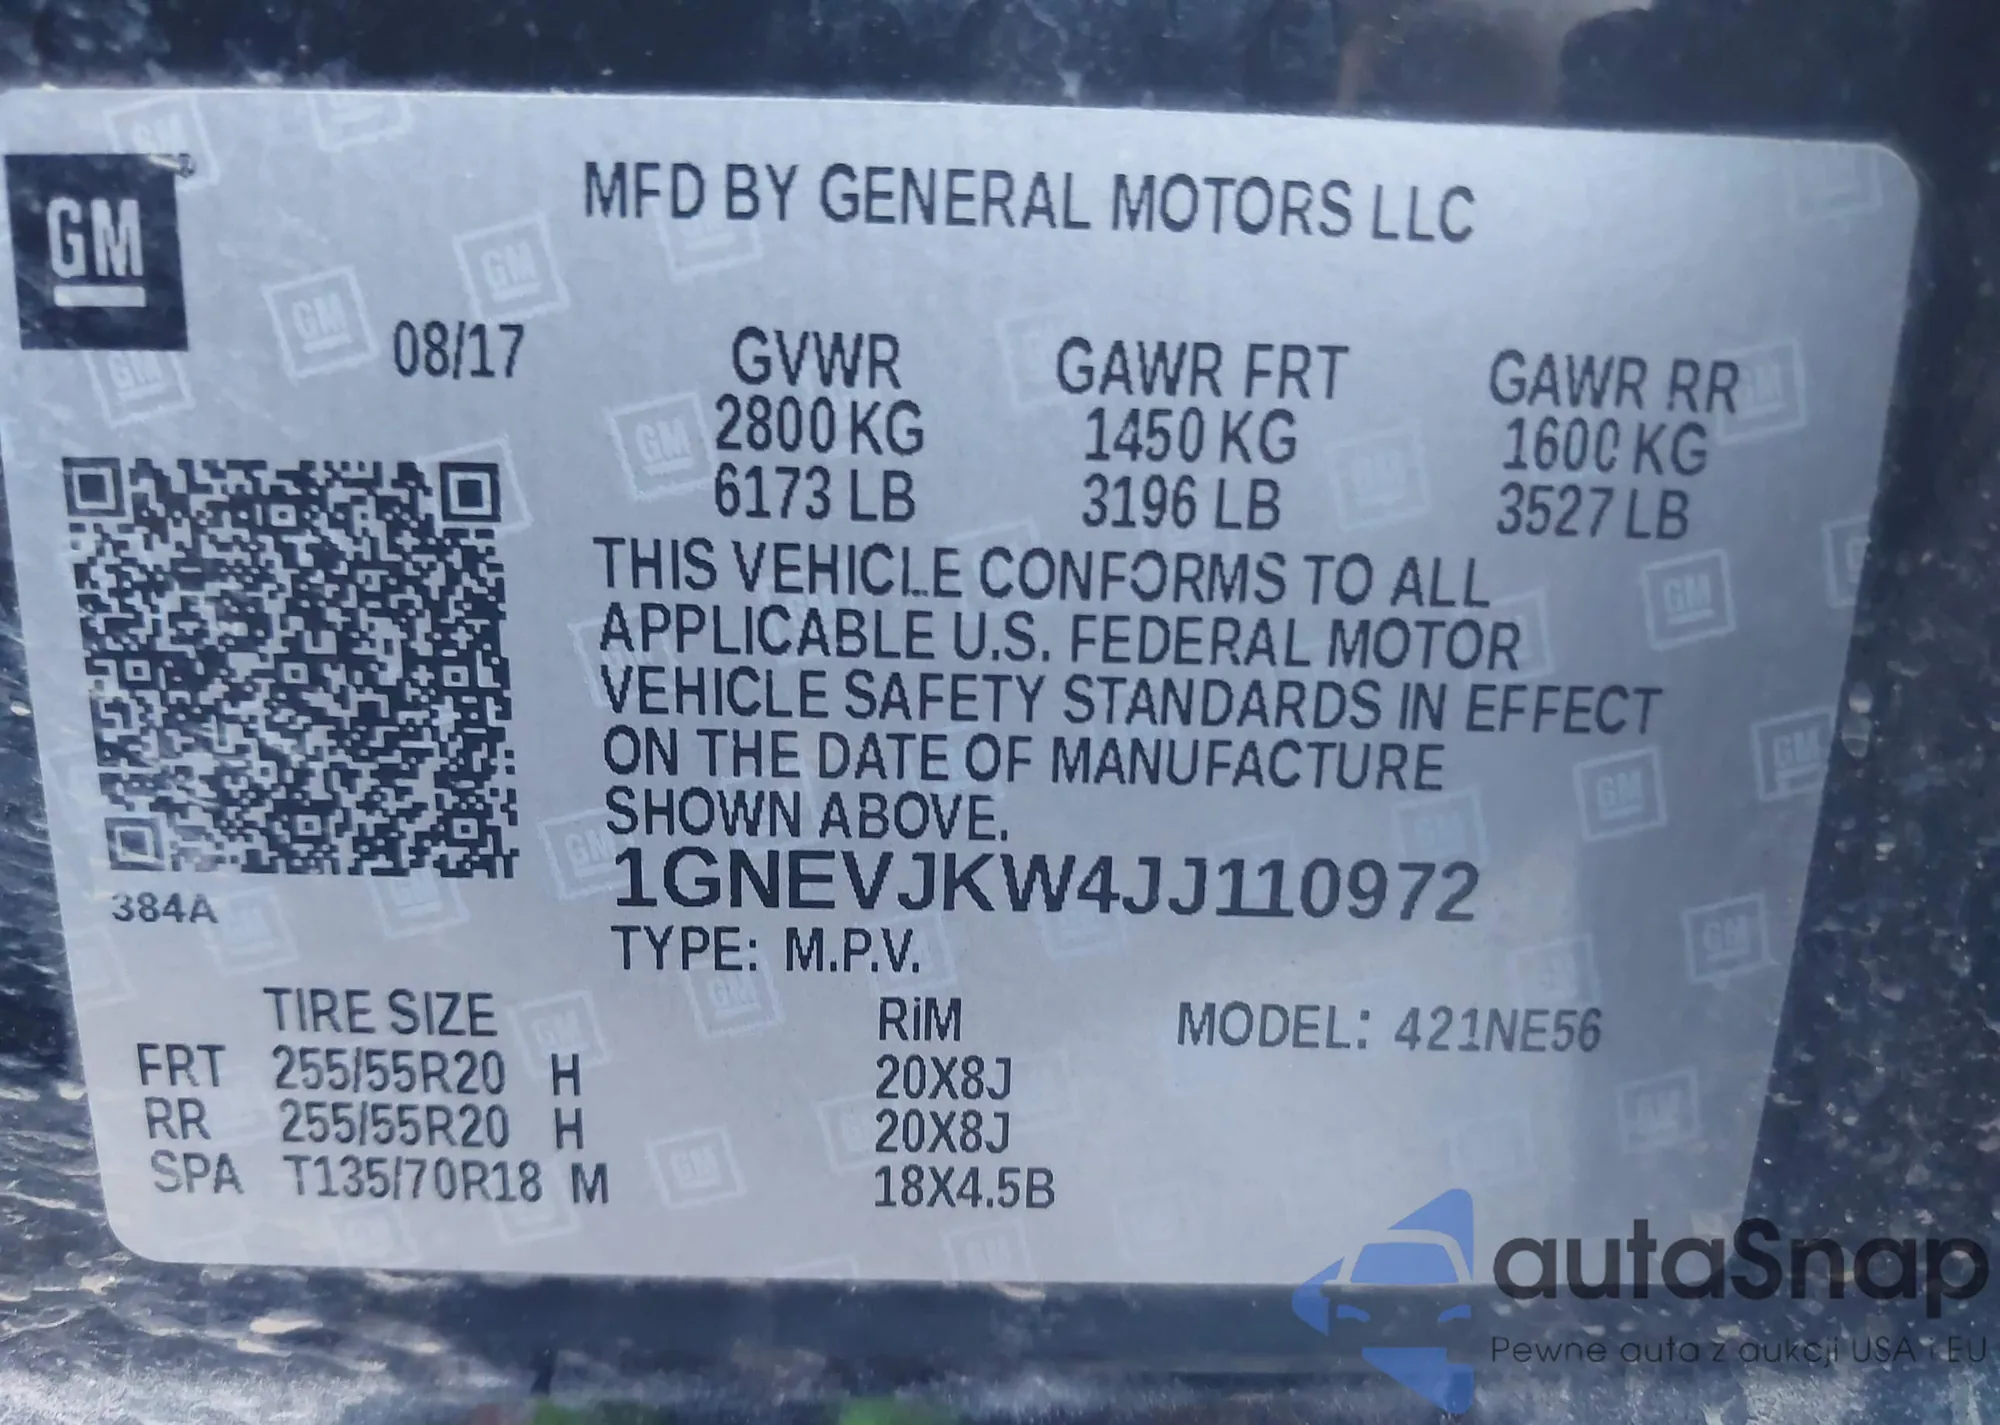 GM
MFD BY GENERAL MOTORS LLC
08/17
GVWR GAWR FRT GAWR RR
2800 KG 1450 KG 1600 KG
6173 LB 3196 LB 3527 LB
THIS VEHICLE CONFORMS TO ALL
APPLICABLE U.S. FEDERAL MOTOR
VEHICLE SAFETY STANDARDS IN EFFECT
ON THE DATE OF MANUFACTURE
SHOWN ABOVE.
1GNEVJKW4JJ110972
384A
TYPE: M.P.V.
TIRE SIZE RIM MODEL: 421NE56
FRT 255/55R20 H 20X8J
RR 255/55R20 H 20X8J
SPA T135/70R18 M 18X4.5B
autaSnap
Pewne auta z aukcji USA i EU